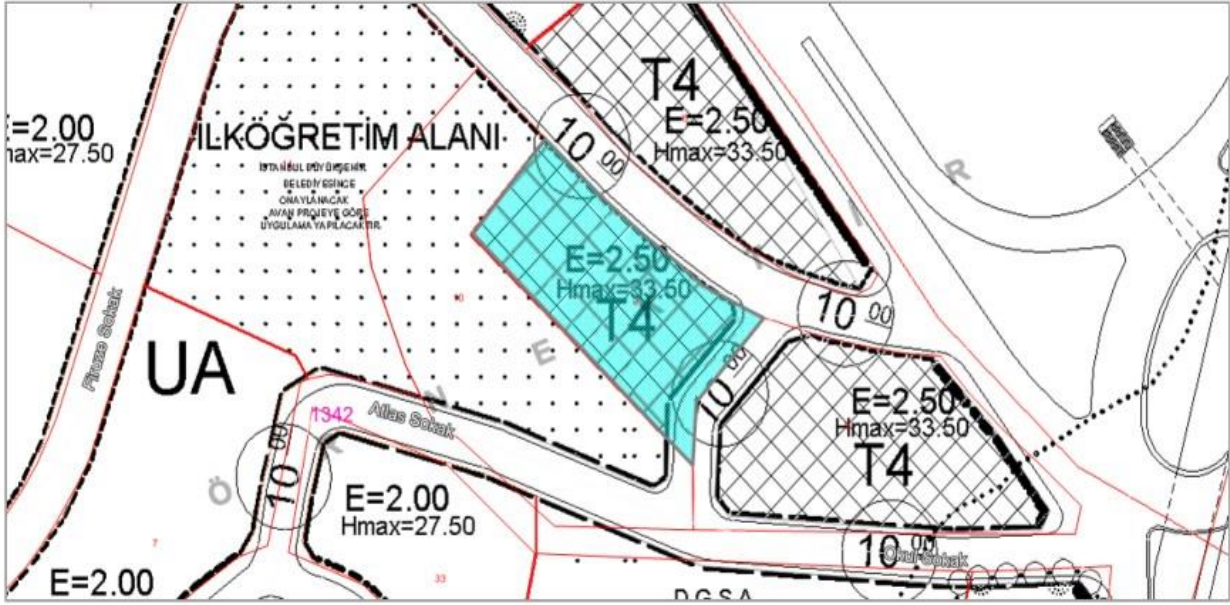 E=2.00
max=27.50
İLKÖĞRETİM ALANI
İSTANBUL BÜYÜKŞEHİR
BELEDİYESİNCE
ONAYLANACAK
AVAN PROJEYE GÖRE
UYGULAMA YAPILACAKTIR.
T4
E=2.50
Hmax=33.50
10 00
R
İ
E=2.50
Hmax=33.50
T4
10
E
N
R
Ö
10 00
10 00
E=2.50
Hmax=33.50
T4
Firuze Sokak
UA
1342
Atlas Sokak
10 00
E=2.00
Hmax=27.50
10 00
Okul Sokak
7
33
E=2.00
D.G.S.A.